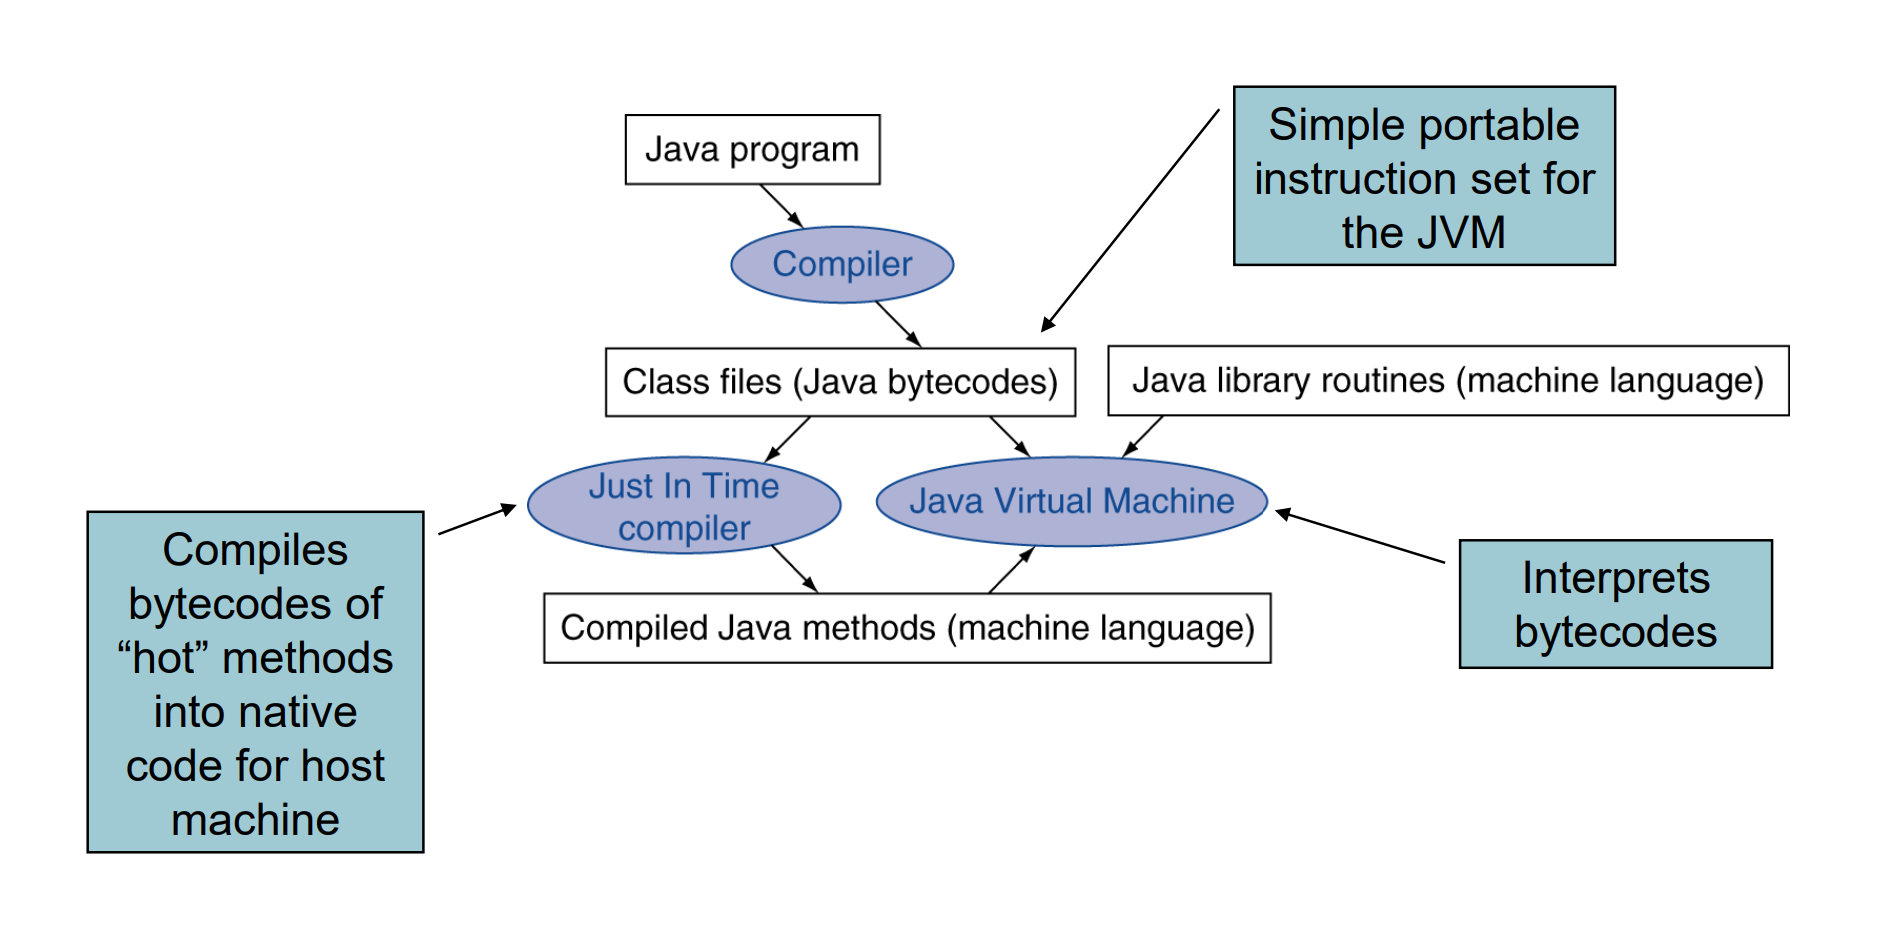 Java program
Simple portable
instruction set for
the JVM
Compiler
Class files (Java bytecodes)
Java library routines (machine language)
Just In Time
compiler
Java Virtual Machine
Compiles
bytecodes of
“hot” methods
into native
code for host
machine
Interprets
bytecodes
Compiled Java methods (machine language)